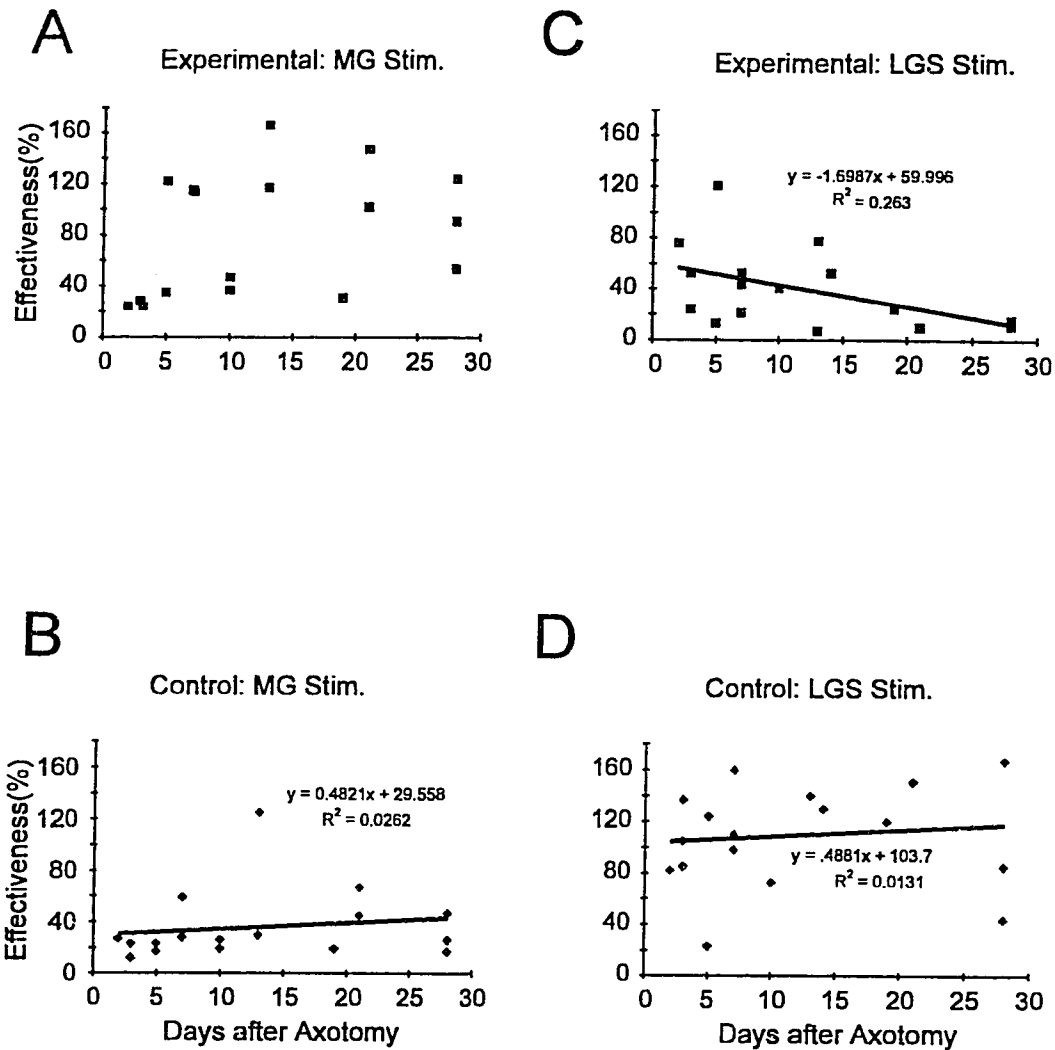 A
Experimental: MG Stim.
Effectiveness(%)
160
120
80
40
0
0 5 10 15 20 25 30
C
Experimental: LGS Stim.
y = -1.6987x + 59.996
R² = 0.263
160
120
80
40
0
0 5 10 15 20 25 30
B
Control: MG Stim.
Effectiveness(%)
y = 0.4821x + 29.558
R² = 0.0262
160
120
80
40
0
0 5 10 15 20 25 30
Days after Axotomy
D
Control: LGS Stim.
160
120
80
40
0
y = .4881x + 103.7
R² = 0.0131
0 5 10 15 20 25 30
Days after Axotomy